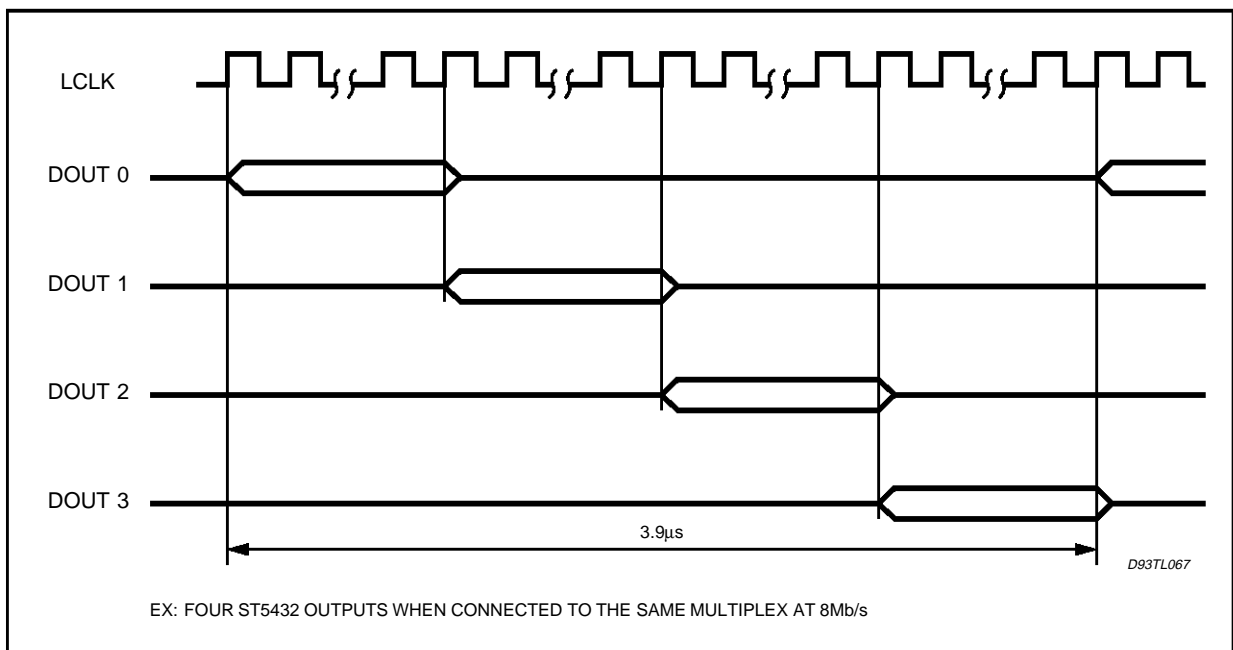 LCLK
DOUT 0
DOUT 1
DOUT 2
DOUT 3
3.9μs
D93TL067
EX: FOUR ST5432 OUTPUTS WHEN CONNECTED TO THE SAME MULTIPLEX AT 8Mb/s